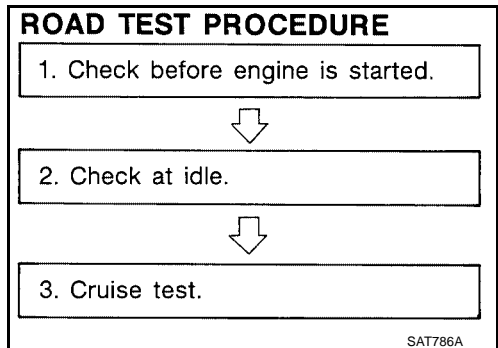 ROAD TEST PROCEDURE
1. Check before engine is started.
2. Check at idle.
3. Cruise test.
SAT786A